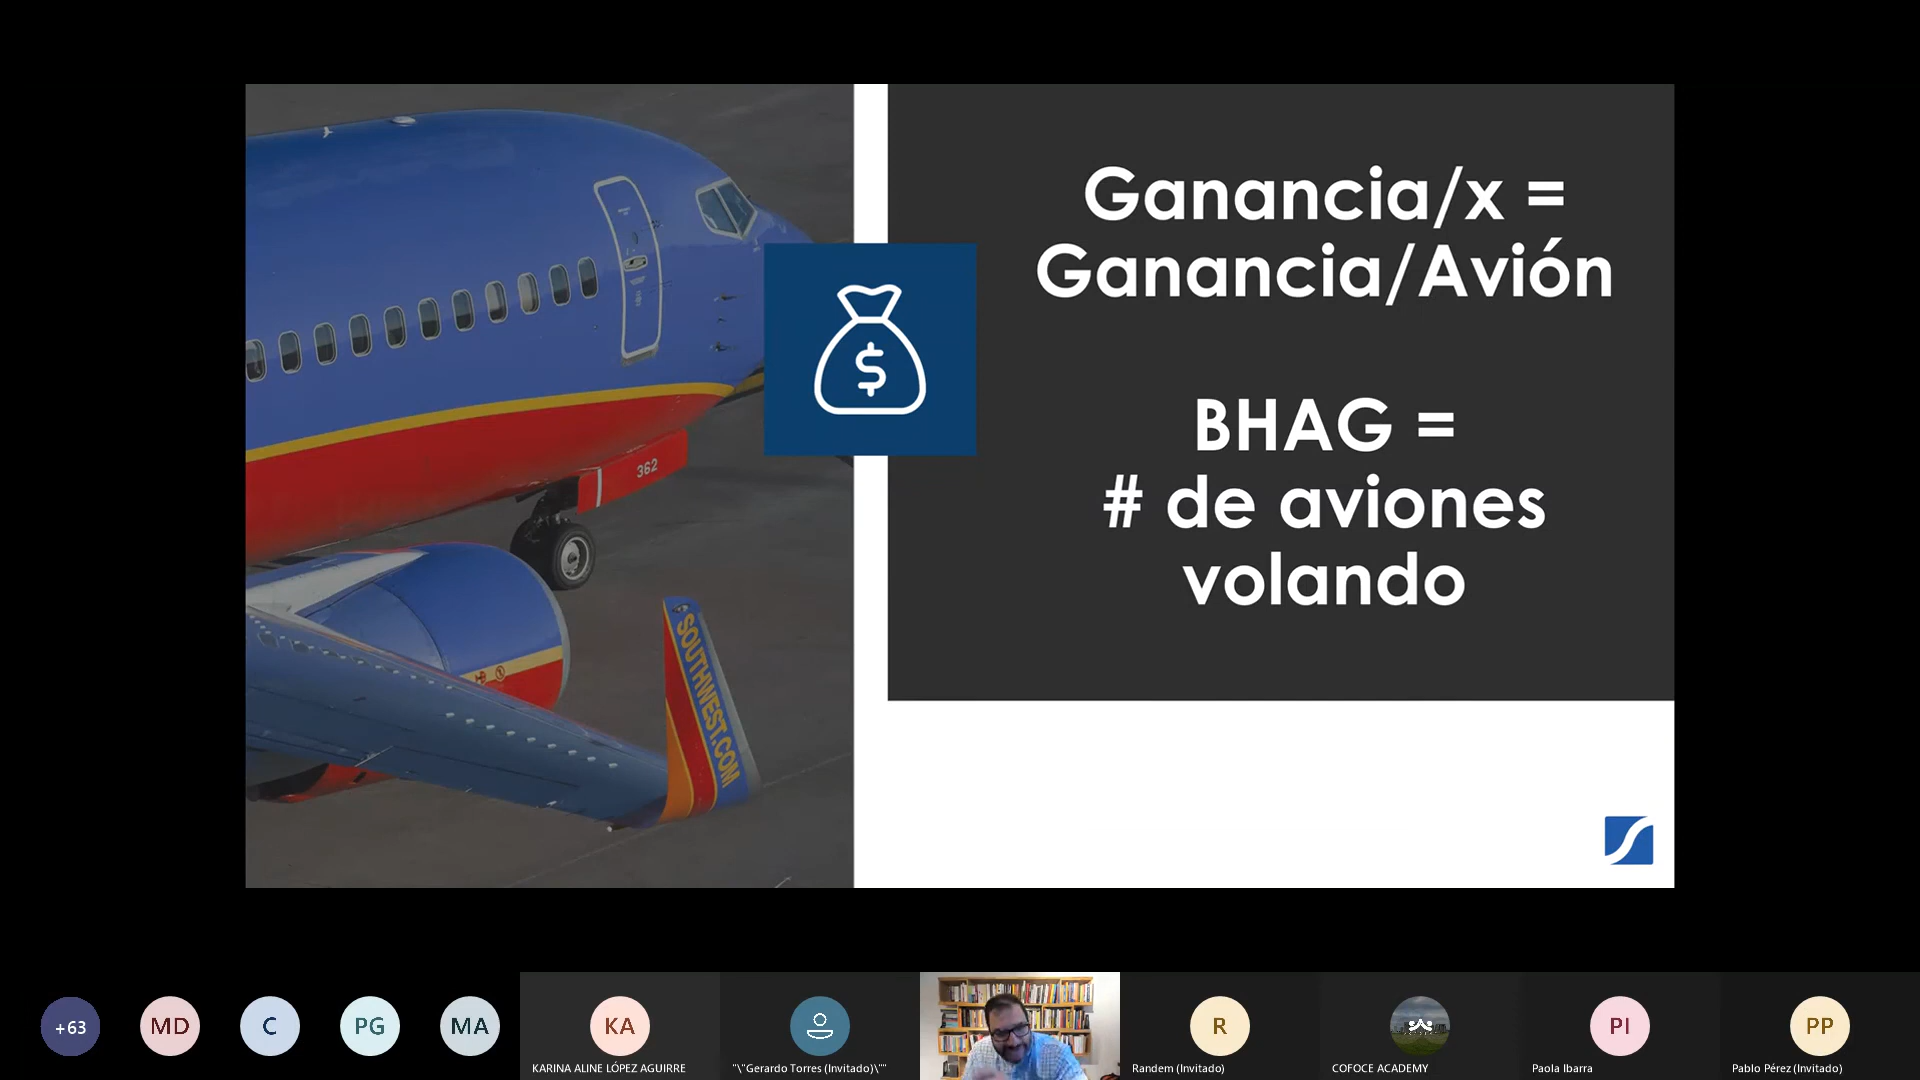 Ganancia/x =
Ganancia/Avión
BHAG =
# de aviones
volando
$
362
SOUTHWEST.COM
+63
MD
C
PG
MA
KA
R
PI
PP
KARINA ALINE LÓPEZ AGUIRRE
"\"Gerardo Torres (Invitado)\""
Randem (Invitado)
COFOCE ACADEMY
Paola Ibarra
Pablo Pérez (Invitado)